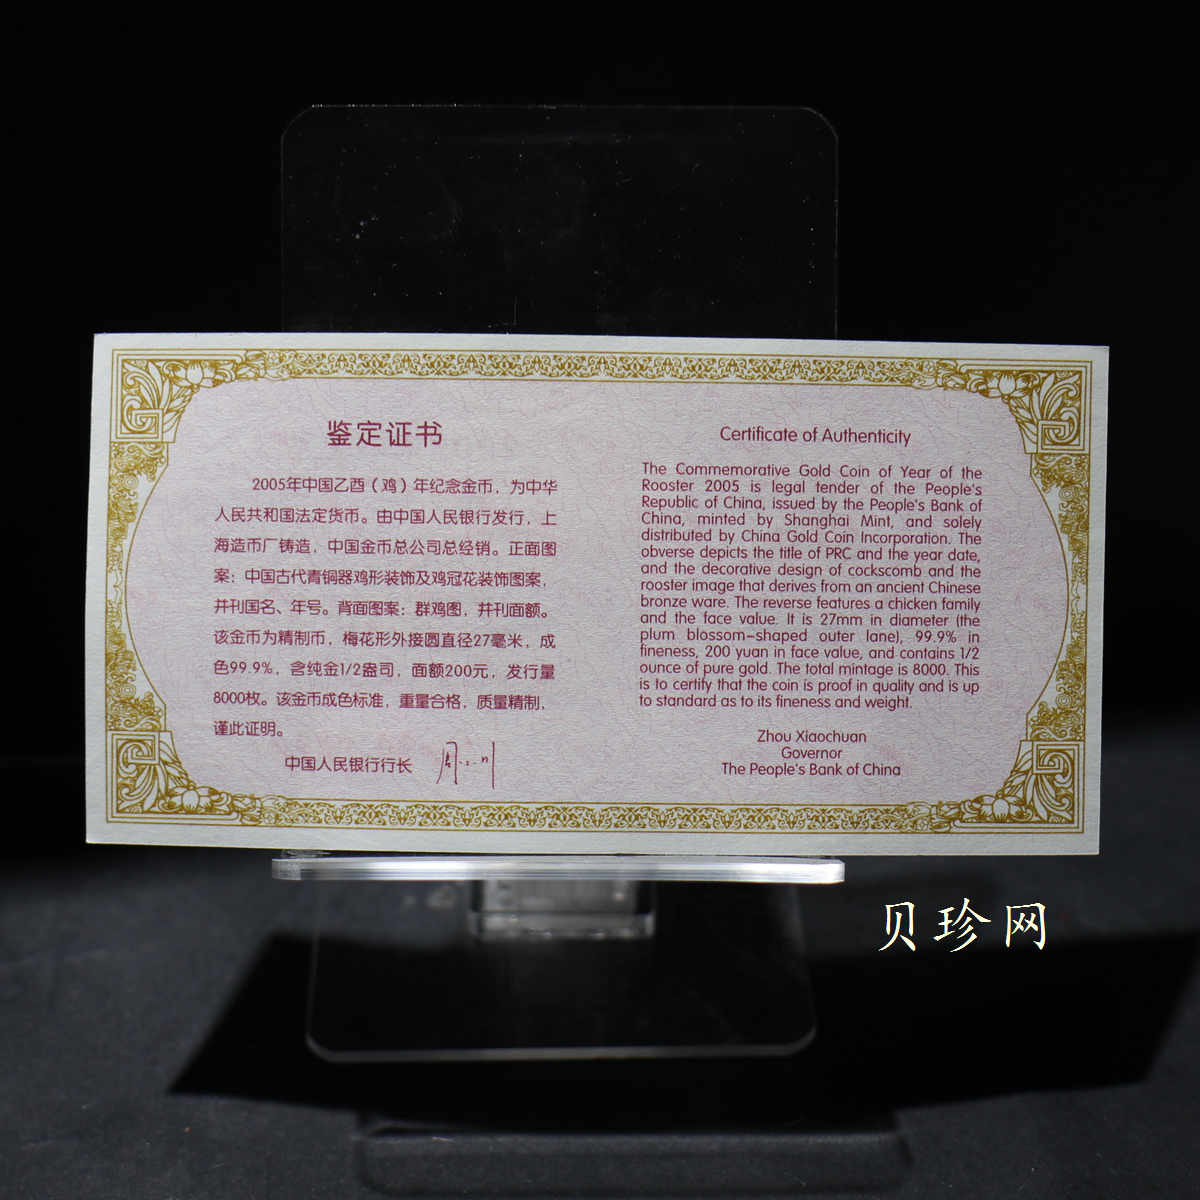 鉴定证书
2005年中国乙酉（鸡）年纪念金币，为中华
人民共和国法定货币。由中国人民银行发行，上
海造币厂铸造，中国金币总公司总经销。正面图
案：中国古代青铜器鸡形装饰及鸡冠花装饰图案，
并刊国名、年号。背面图案：群鸡图，并刊面额。
该金币为精制币，梅花形外接圆直径27毫米，成
色99.9%，含纯金1/2盎司，面额200元，发行量
8000枚。该金币成色标准，重量合格，质量精制，
谨此证明。
中国人民银行行长 周小川
Certificate of Authenticity
The Commemorative Gold Coin of Year of the
Rooster 2005 is legal tender of the People's
Republic of China, issued by the People's Bank of
China, minted by Shanghai Mint, and solely
distributed by China Gold Coin Incorporation. The
obverse depicts the title of PRC and the year date,
and the decorative design of cockscomb and the
rooster image that derives from an ancient Chinese
bronze ware. The reverse features a chicken family
and the face value. It is 27mm in diameter (the
plum blossom-shaped outer lane), 99.9% in
fineness, 200 yuan in face value, and contains 1/2
ounce of pure gold. The total mintage is 8000. This
is to certify that the coin is proof in quality and is up
to standard as to its fineness and weight.
Zhou Xiaochuan
Governor
The People's Bank of China
贝珍网